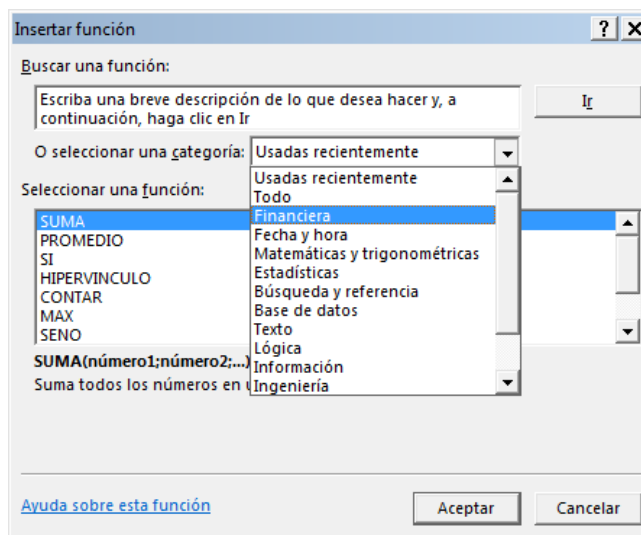 Insertar función
? X
Buscar una función:
Escriba una breve descripción de lo que desea hacer y, a
continuación, haga clic en Ir
Ir
O seleccionar una categoría: Usadas recientemente
Usadas recientemente
Todo
Financiera
Fecha y hora
Matemáticas y trigonométricas
Estadísticas
Búsqueda y referencia
Base de datos
Texto
Lógica
Información
Ingeniería
Seleccionar una función:
SUMA
PROMEDIO
SI
HIPERVINCULO
CONTAR
MAX
SENO
SUMA(número1;número2;...)
Suma todos los números en
Ayuda sobre esta función
Aceptar
Cancelar